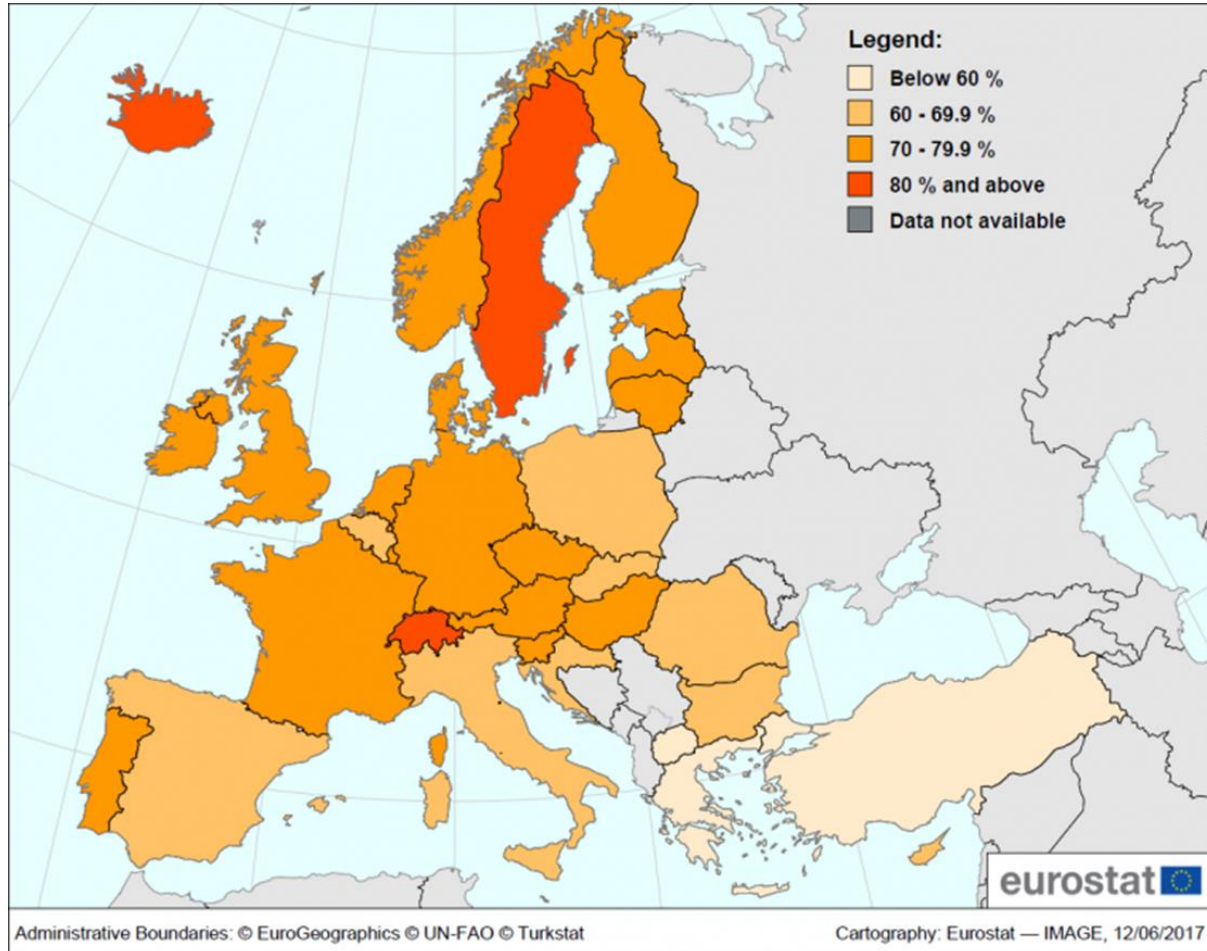 Legend:
Below 60 %
60 - 69.9 %
70 - 79.9 %
80 % and above
Data not available
eurostat
Administrative Boundaries: © EuroGeographics © UN-FAO © Turkstat
Cartography: Eurostat — IMAGE, 12/06/2017